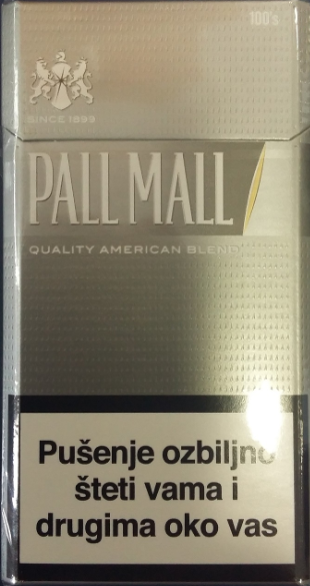 100's
SINCE 1899
PALL MALL
QUALITY AMERICAN BLEND
Pušenje ozbiljno
šteti vama i
drugima oko vas